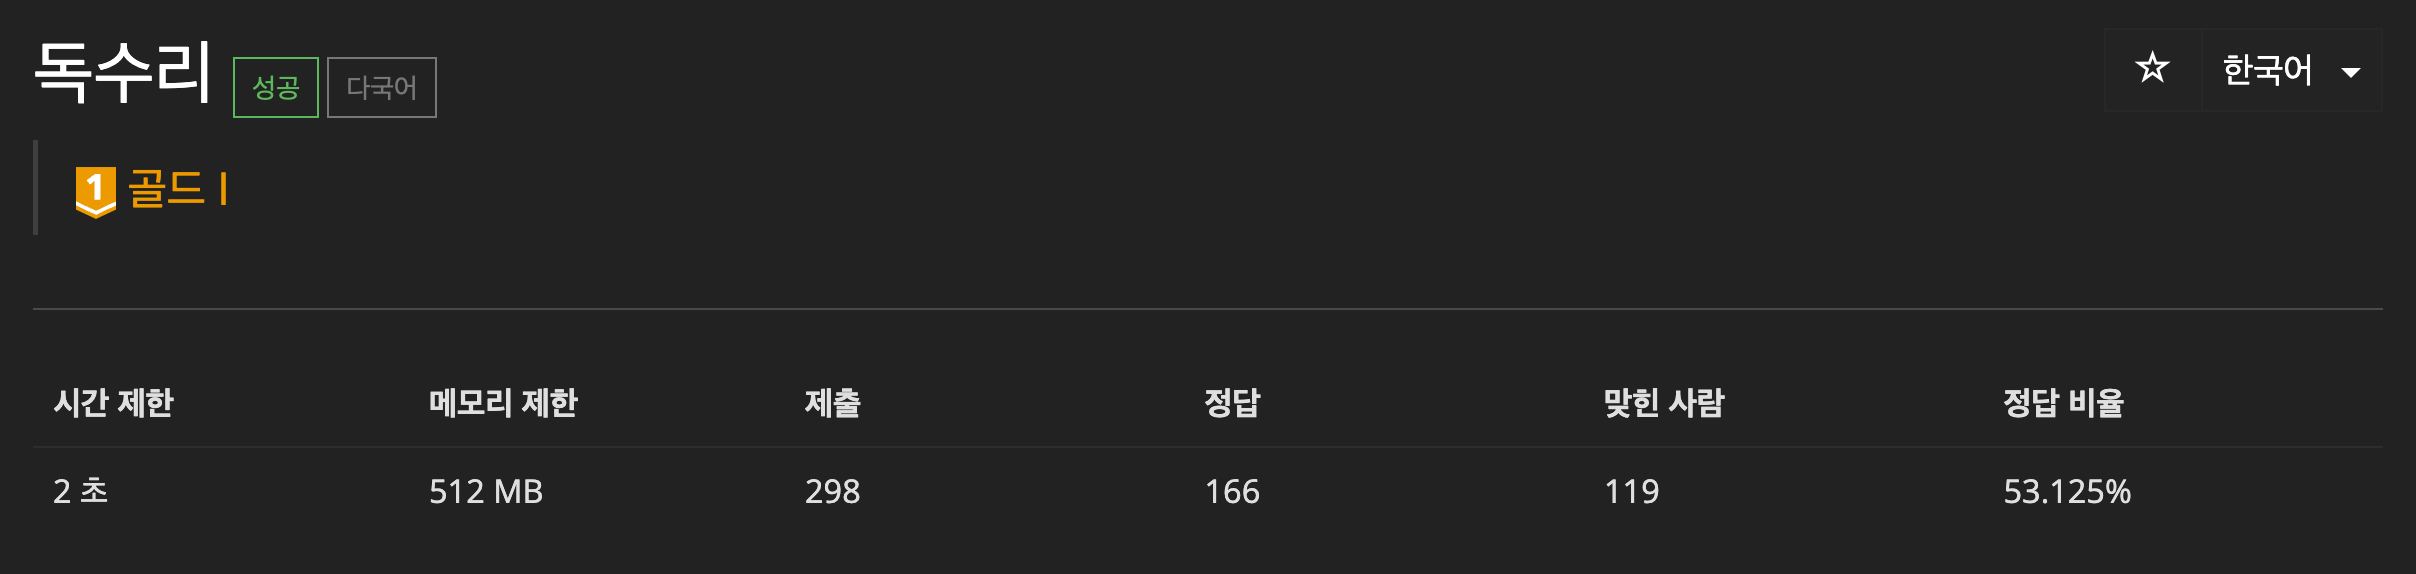 독수리 성공 다국어 ☆ 한국어
1 골드 I
시간 제한 메모리 제한 제출 정답 맞힌 사람 정답 비율
2 초 512 MB 298 166 119 53.125%